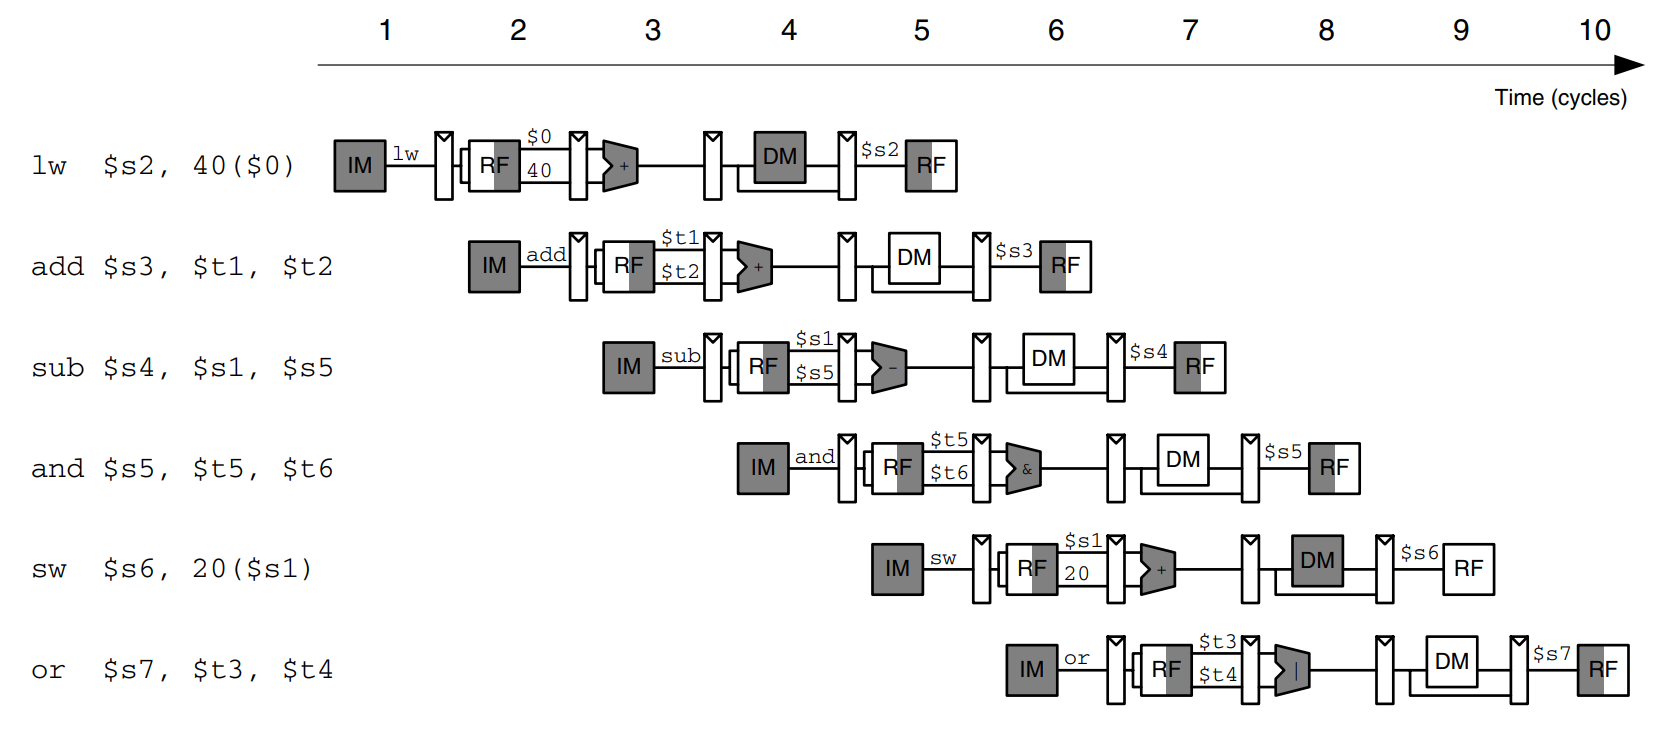 1 2 3 4 5 6 7 8 9 10
Time (cycles)
lw $s2, 40($0) IM lw RF $0 40 + DM $s2 RF
add $s3, $t1, $t2 IM add RF $t1 $t2 + DM $s3 RF
sub $s4, $s1, $s5 IM sub RF $s1 $s5 - DM $s4 RF
and $s5, $t5, $t6 IM and RF $t5 $t6 & DM $s5 RF
sw $s6, 20($s1) IM sw RF $s1 20 + DM $s6 RF
or $s7, $t3, $t4 IM or RF $t3 $t4 | DM $s7 RF